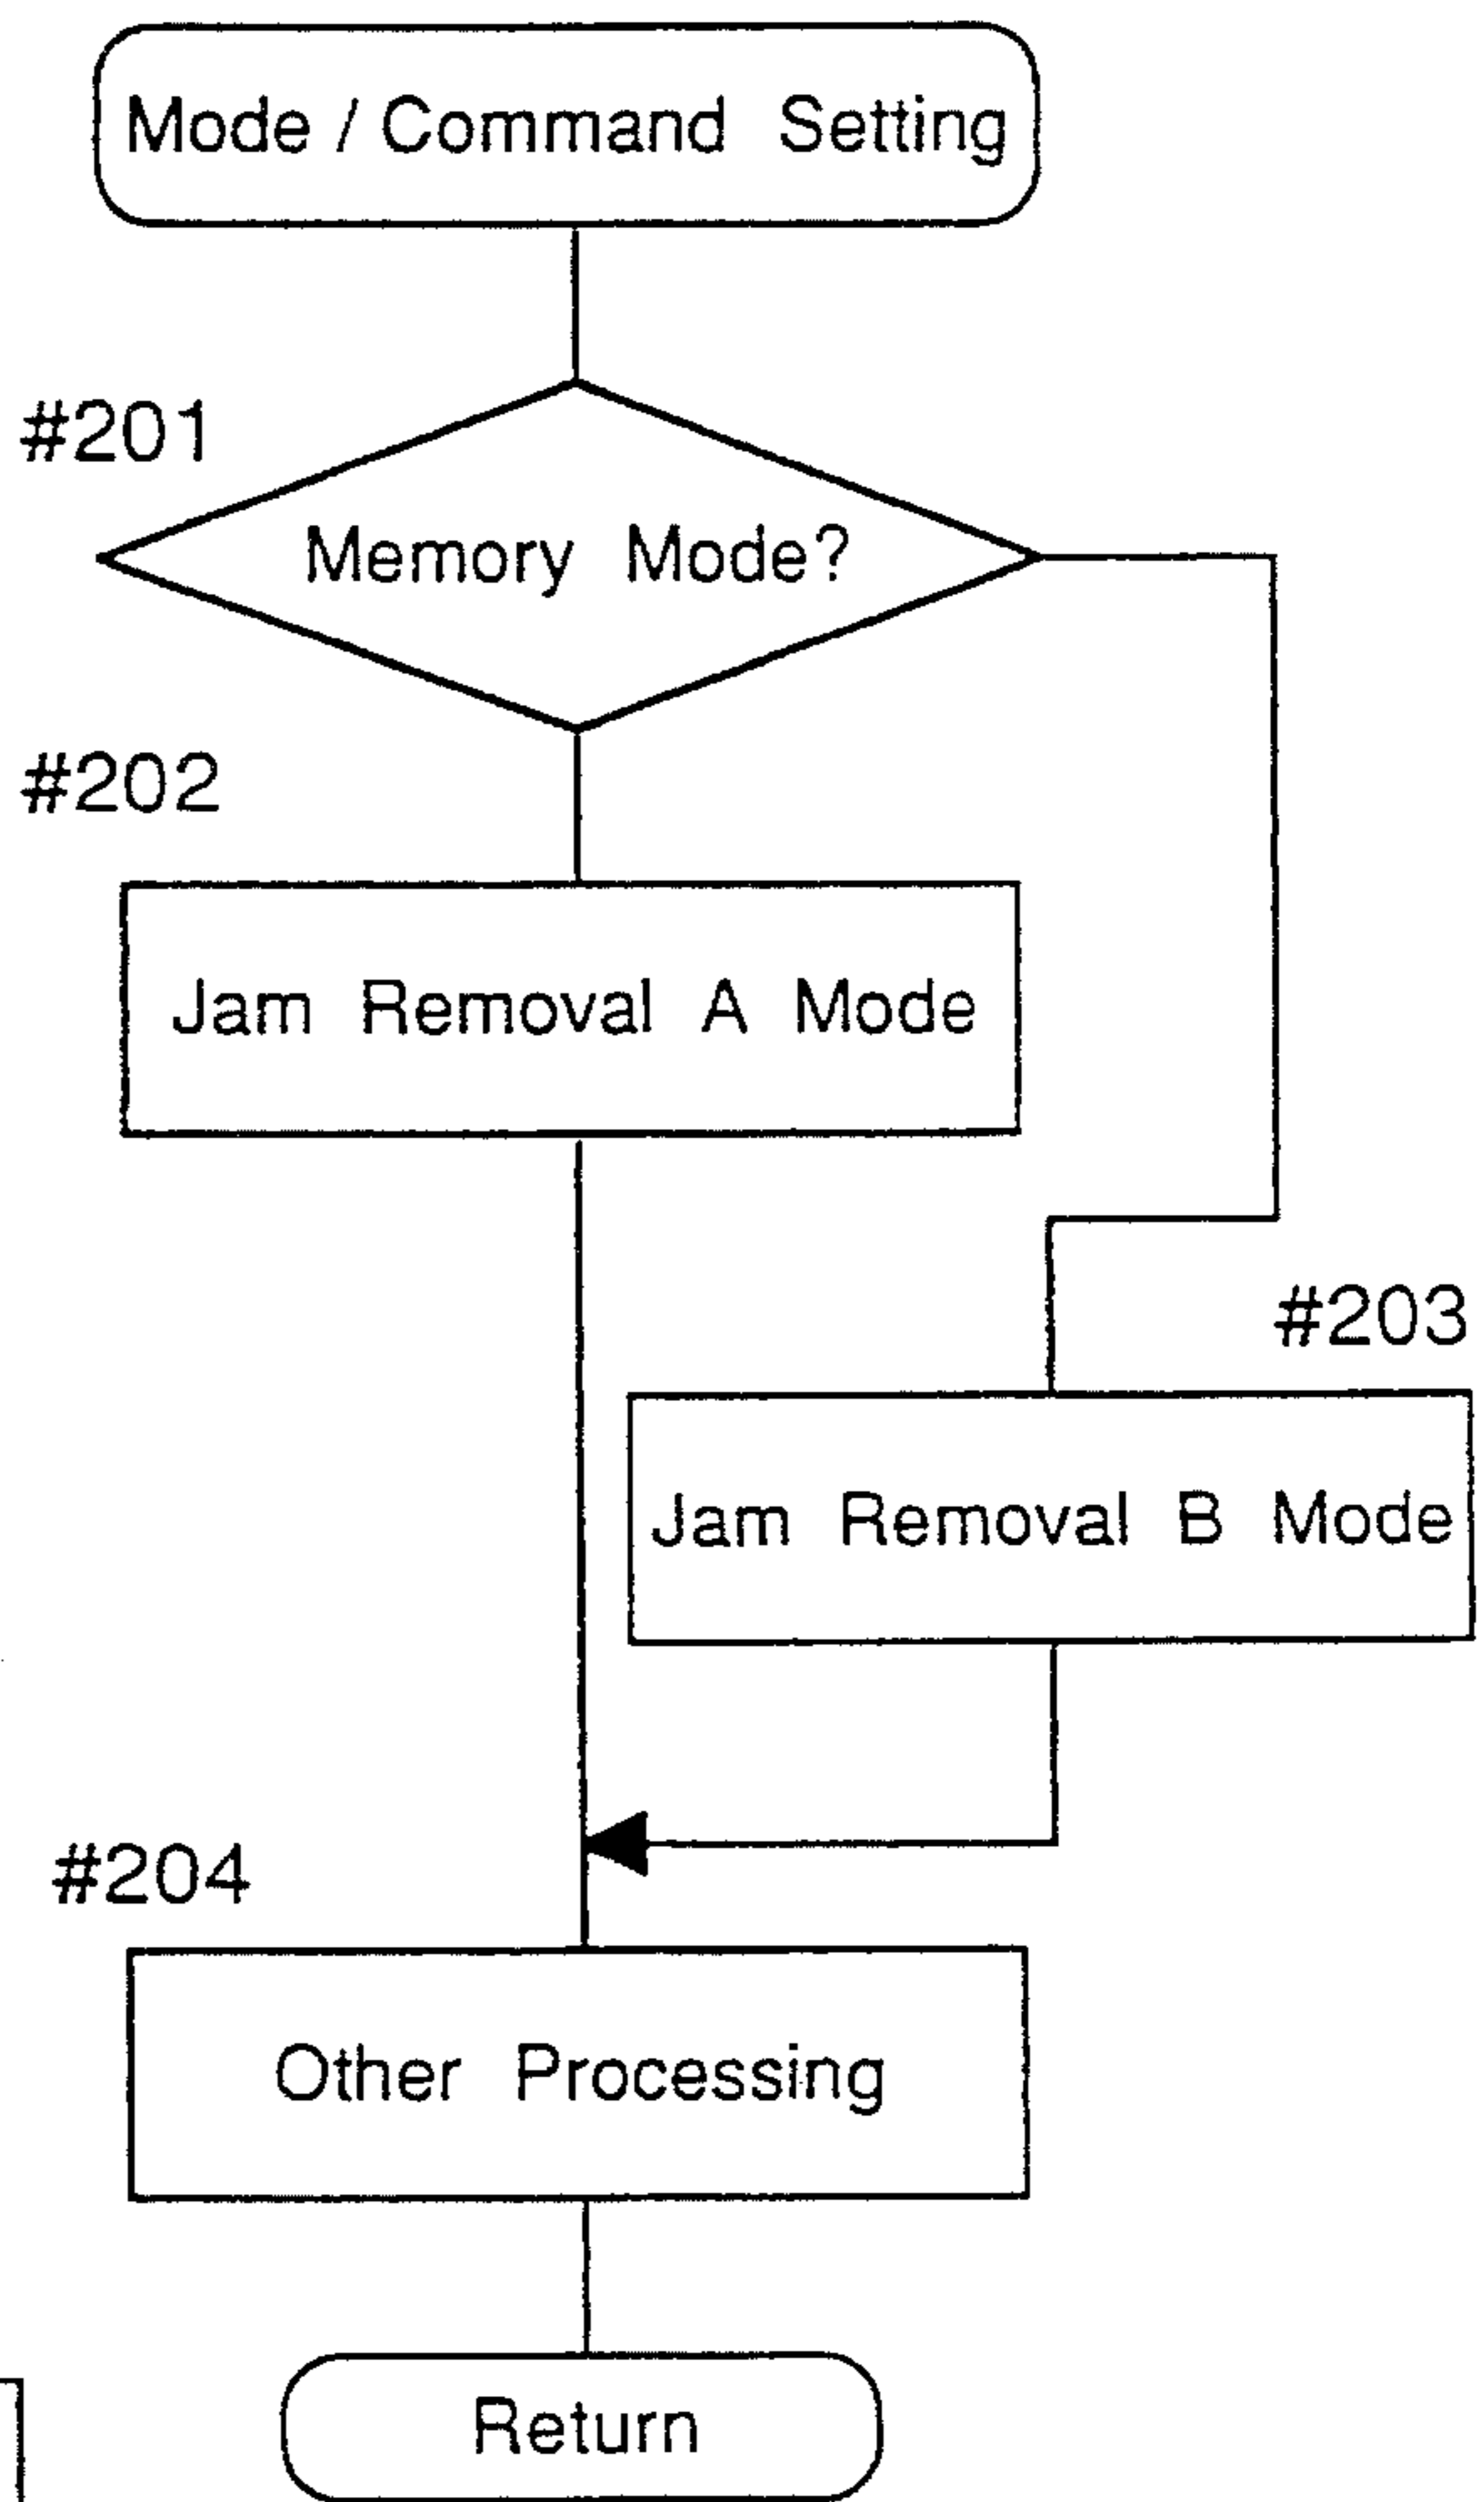 Mode / Command Setting
#201
Memory Mode?
#202
Jam Removal A Mode
#203
Jam Removal B Mode
#204
Other Processing
Return